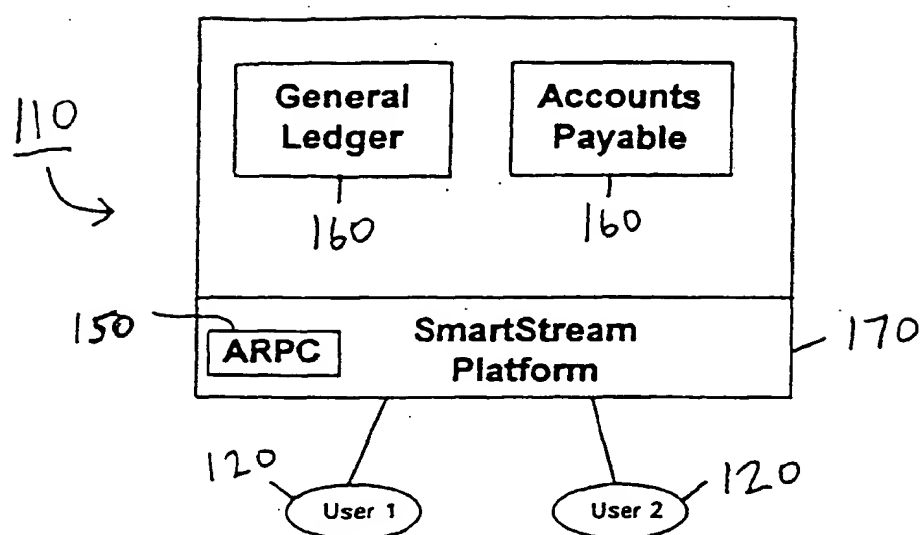 General
Ledger
Accounts
Payable
110
160
160
150
ARPC
SmartStream
Platform
170
120
User 1
User 2
120